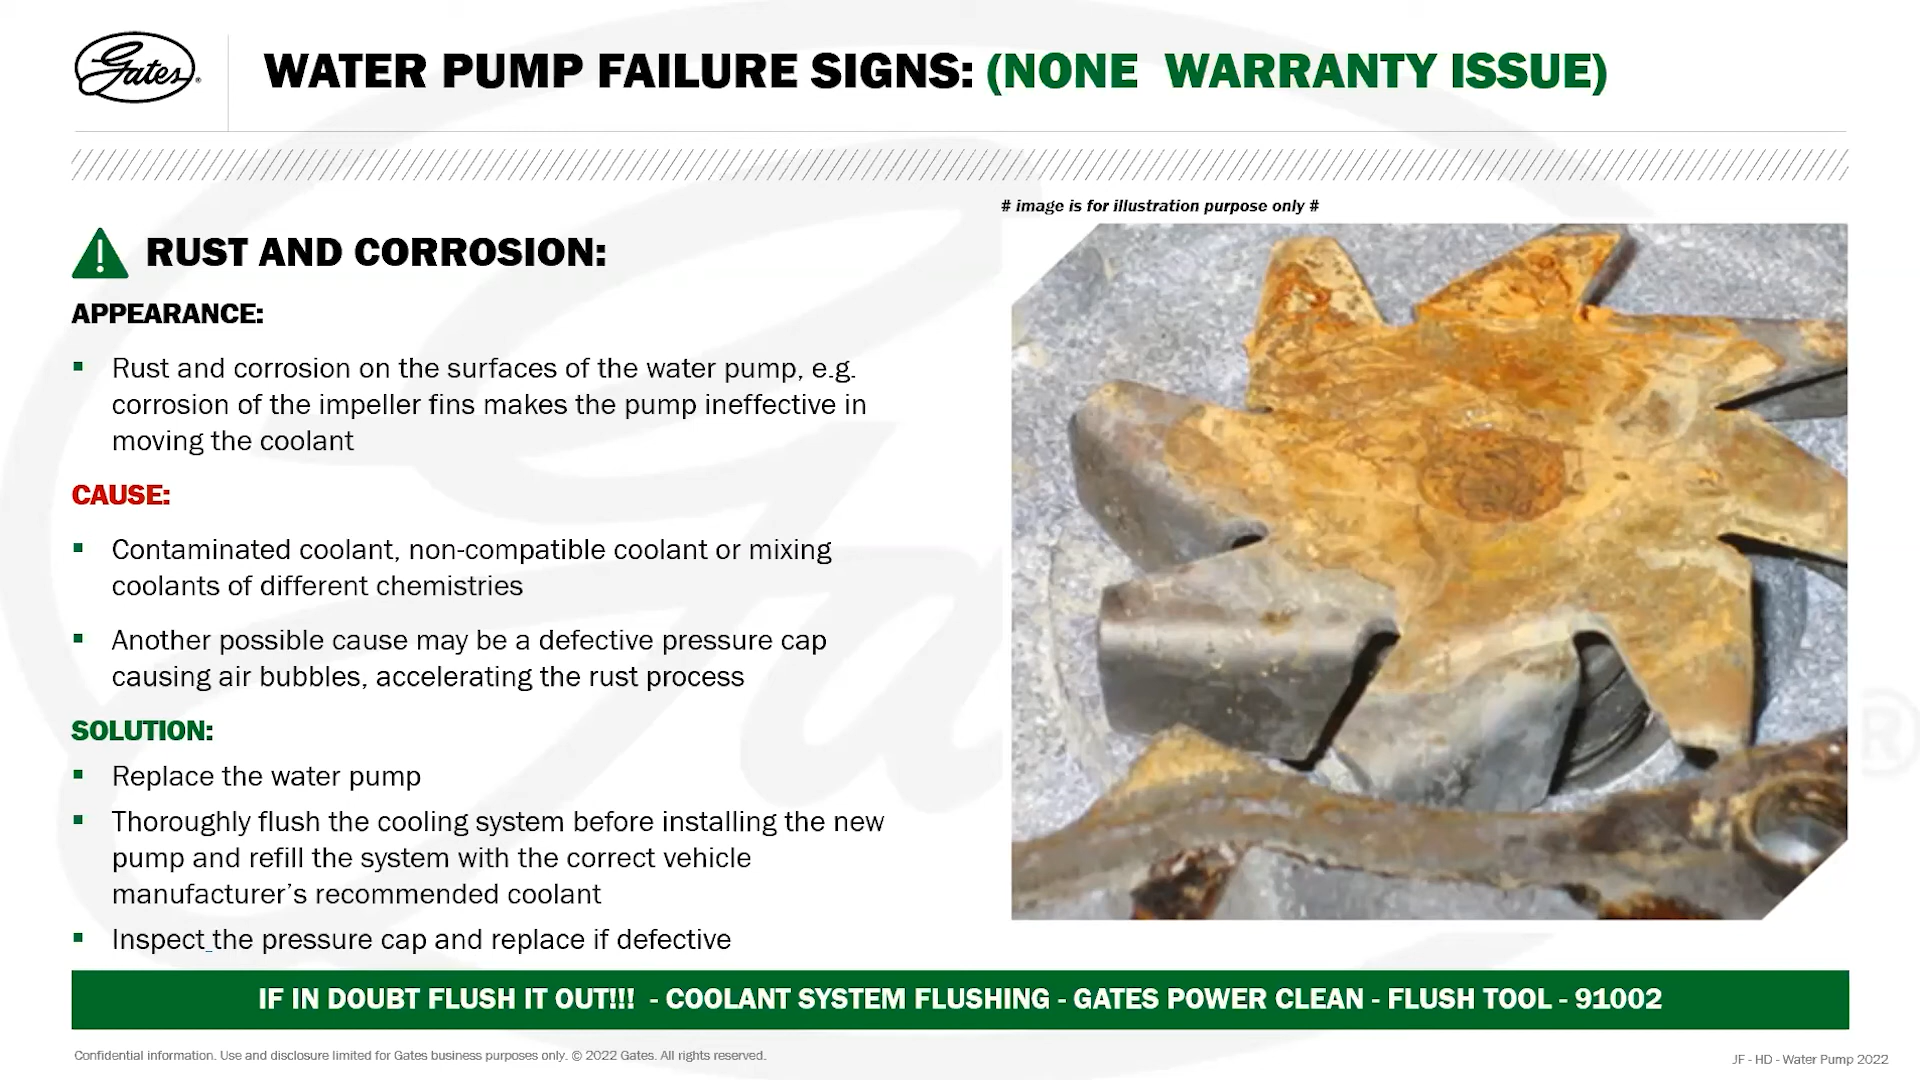 Gates®
WATER PUMP FAILURE SIGNS: (NONE WARRANTY ISSUE)
# image is for illustration purpose only #
RUST AND CORROSION:
APPEARANCE:
▪ Rust and corrosion on the surfaces of the water pump, e.g.
corrosion of the impeller fins makes the pump ineffective in
moving the coolant
CAUSE:
▪ Contaminated coolant, non-compatible coolant or mixing
coolants of different chemistries
▪ Another possible cause may be a defective pressure cap
causing air bubbles, accelerating the rust process
SOLUTION:
▪ Replace the water pump
▪ Thoroughly flush the cooling system before installing the new
pump and refill the system with the correct vehicle
manufacturer’s recommended coolant
▪ Inspect the pressure cap and replace if defective
IF IN DOUBT FLUSH IT OUT!!! - COOLANT SYSTEM FLUSHING - GATES POWER CLEAN - FLUSH TOOL - 91002
Confidential information. Use and disclosure limited for Gates business purposes only. © 2022 Gates. All rights reserved.
JF - HD - Water Pump 2022